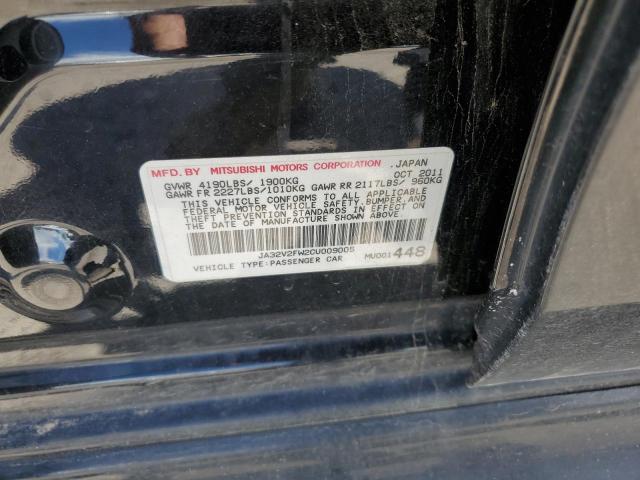 MFD. BY MITSUBISHI MOTORS CORPORATION ,JAPAN
GVWR 4190LBS/ 1900KG OCT 2011
GAWR FR 2227LBS/1010KG GAWR RR 2117LBS/ 960KG
THIS VEHICLE CONFORMS TO ALL APPLICABLE
FEDERAL MOTOR VEHICLE SAFETY,BUMPER,AND
THEFT PREVENTION STANDARDS IN EFFECT ON
THE DATE OF MANUFACTURE SHOWN ABOVE.
JA32V2FW2CU009005
VEHICLE TYPE:PASSENGER CAR MU001448